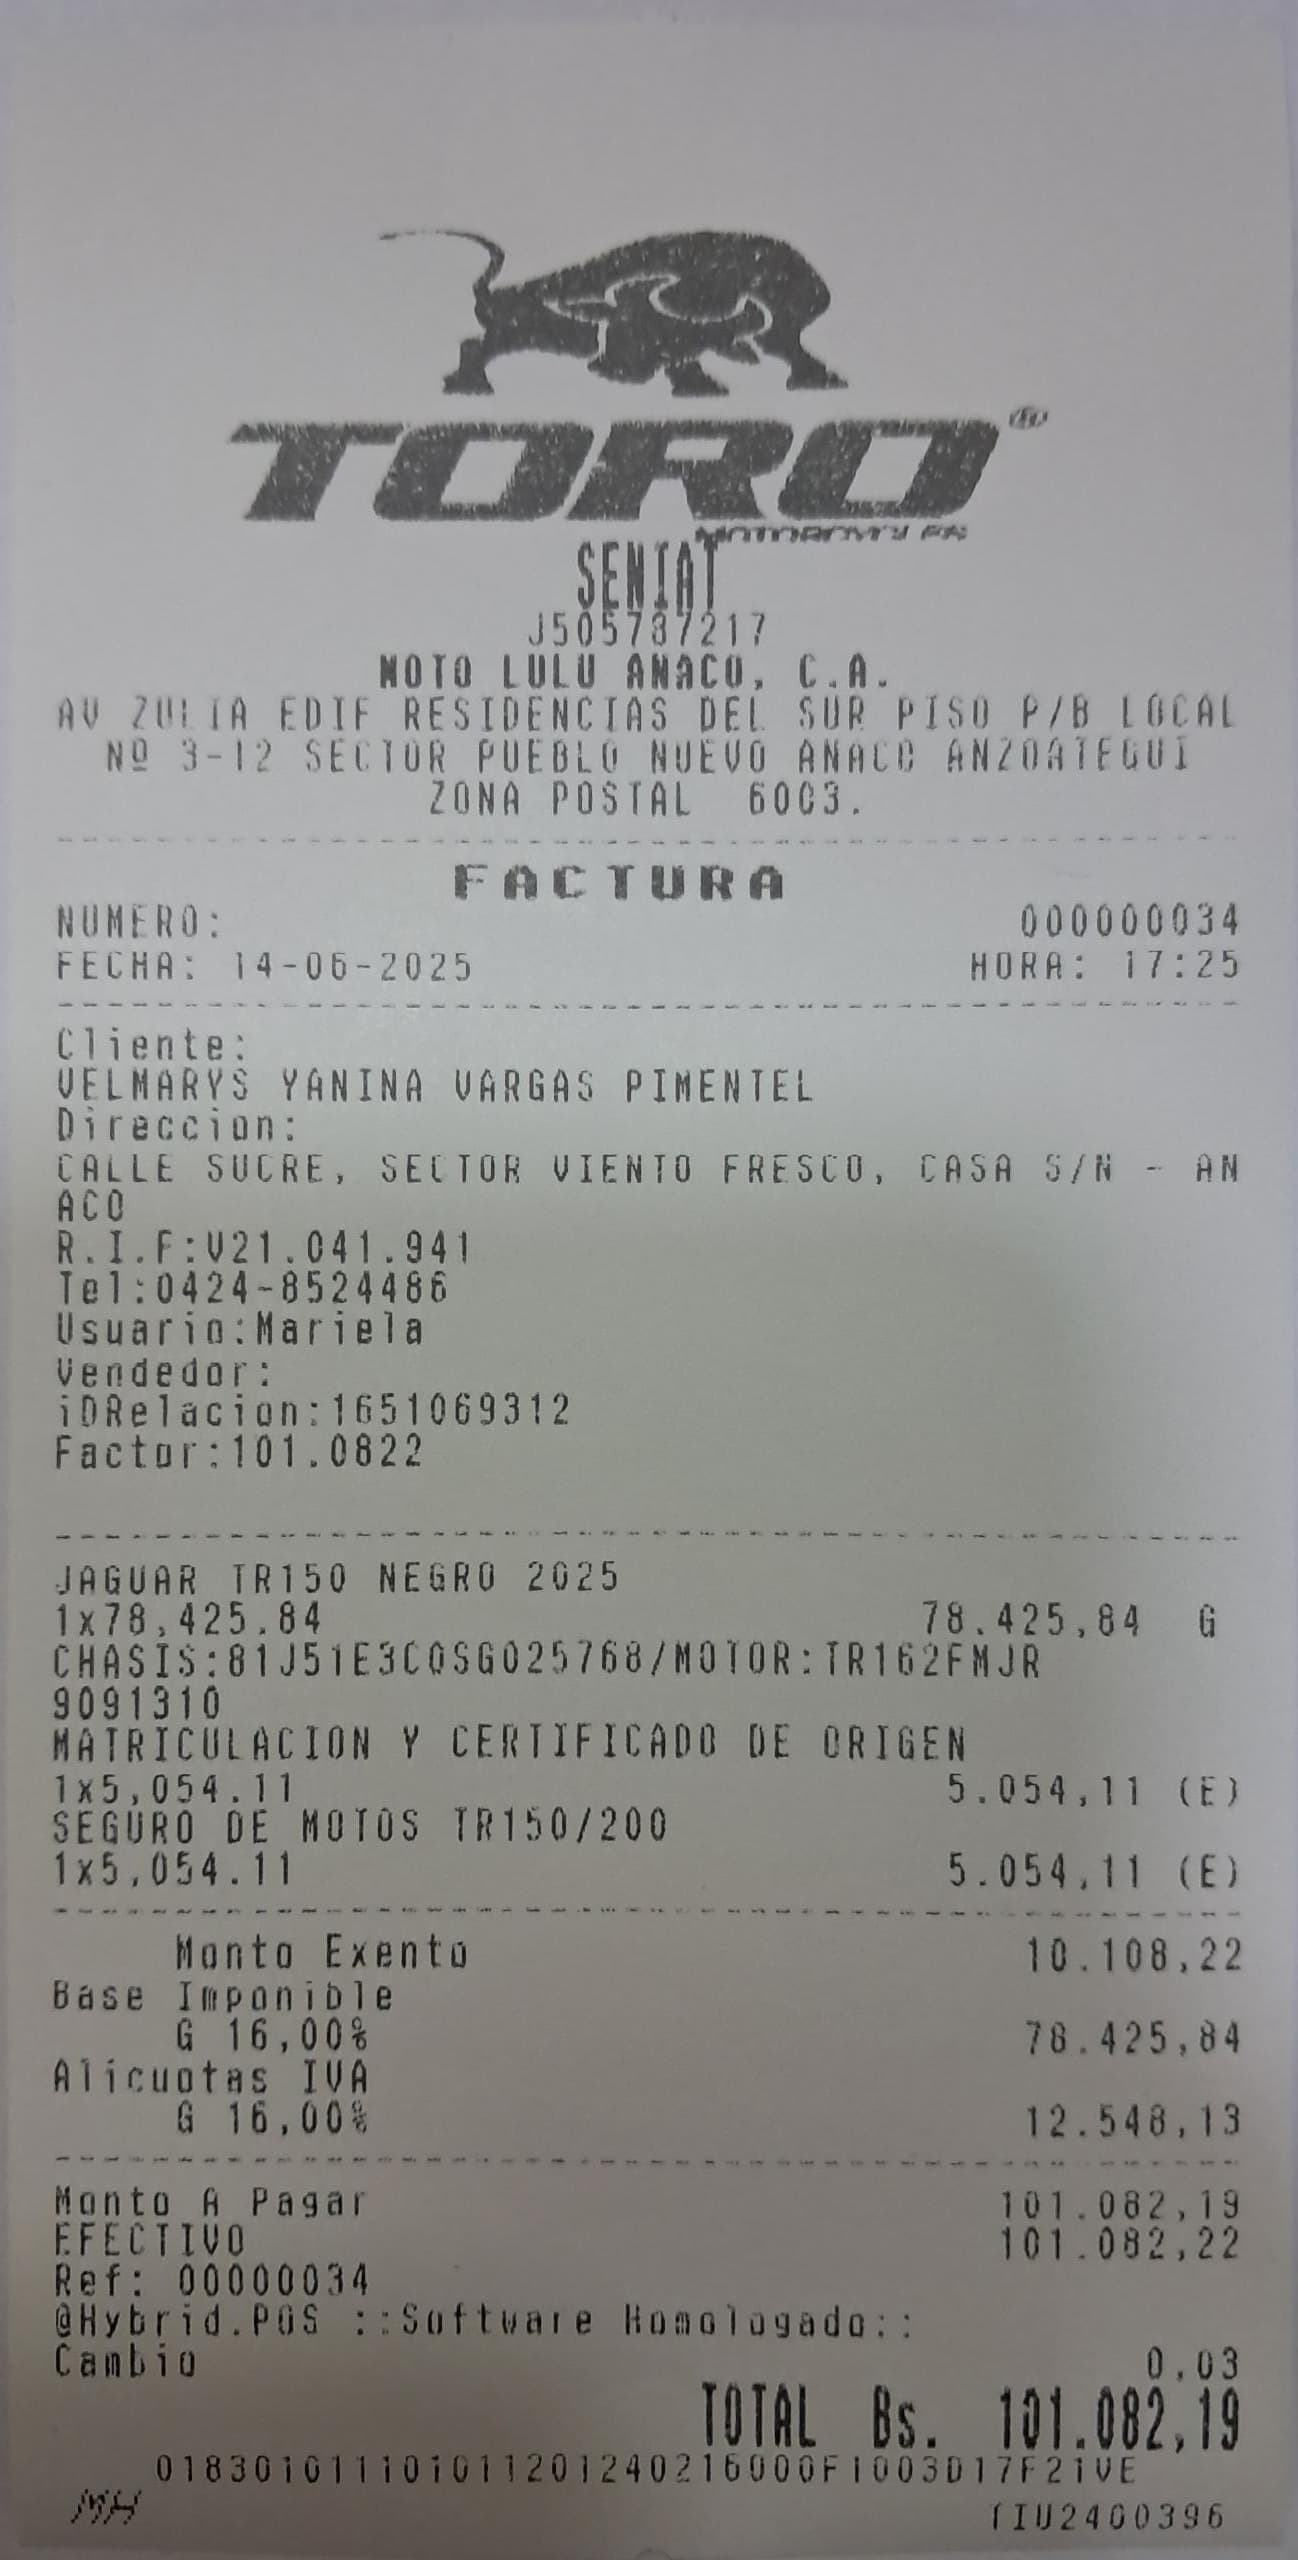 TORO®
MOTORCYCLES
SENIAT
J505787217
MOTO LULU ANACO, C.A.
AV ZULIA EDIF RESIDENCIAS DEL SUR PISO P/B LOCAL
Nº 3-12 SECTOR PUEBLO NUEVO ANACO ANZOATEGUI
ZONA POSTAL 6003.
FACTURA
NUMERO: 000000034
FECHA: 14-06-2025 HORA: 17:25
Cliente:
VELMARYS YANINA VARGAS PIMENTEL
Direccion:
CALLE SUCRE, SECTOR VIENTO FRESCO, CASA S/N - AN
ACO
R.I.F:V21.041.941
Tel:0424-8524486
Usuario:Mariela
Vendedor:
iDRelacion:1651069312
Factor:101.0822
JAGUAR TR150 NEGRO 2025
1x78,425.84 78.425,84 G
CHASIS:81J51E3C0SG025768/MOTOR:TR162FMJR
9091310
MATRICULACION Y CERTIFICADO DE ORIGEN
1x5,054.11 5.054,11 (E)
SEGURO DE MOTOS TR150/200
1x5,054.11 5.054,11 (E)
Monto Exento 10.108,22
Base Imponible
G 16,00% 78.425,84
Alicuotas IVA
G 16,00% 12.548,13
Monto A Pagar 101.082,19
EFECTIVO 101.082,22
Ref: 00000034
@Hybrid.POS ::Software Homologado::
Cambio 0,03
TOTAL Bs. 101.082,19
018301011101011201240216000F1003D17F21VE
MH
TIU2400396